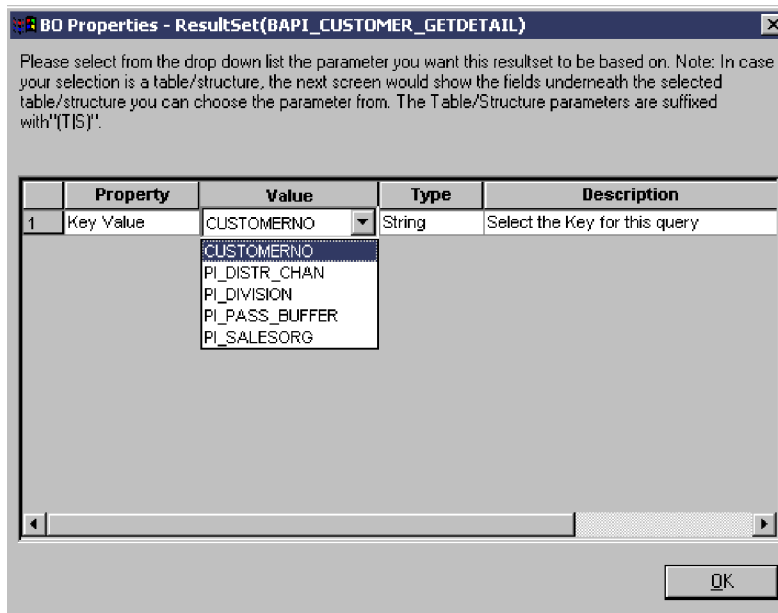 BO Properties - ResultSet(BAPI_CUSTOMER_GETDETAIL)
Please select from the drop down list the parameter you want this resultset to be based on. Note: In case
your selection is a table/structure, the next screen would show the fields underneath the selected
table/structure you can choose the parameter from. The Table/Structure parameters are suffixed
with"(T|S)".
Property Value Type Description
1 Key Value CUSTOMERNO String Select the Key for this query
CUSTOMERNO
PI_DISTR_CHAN
PI_DIVISION
PI_PASS_BUFFER
PI_SALESORG
OK